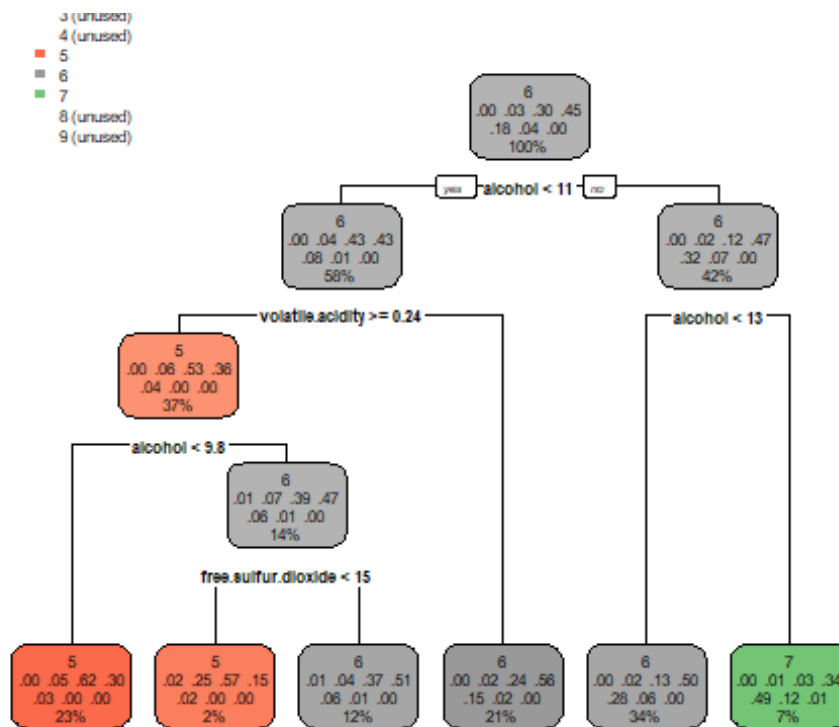 3 (unused)
4 (unused)
5
6
7
8 (unused)
9 (unused)
6
.00 .03 .30 .45
.18 .04 .00
100%
yes alcohol < 11 no
6
.00 .04 .43 .43
.08 .01 .00
58%
6
.00 .02 .12 .47
.32 .07 .00
42%
volatile.acidity >= 0.24
alcohol < 13
5
.00 .06 .53 .36
.04 .00 .00
37%
alcohol < 9.8
6
.01 .07 .39 .47
.06 .01 .00
14%
free.sulfur.dioxide < 15
5
.00 .05 .62 .30
.03 .00 .00
23%
5
.02 .25 .57 .15
.02 .00 .00
2%
6
.01 .04 .37 .51
.06 .01 .00
12%
6
.00 .02 .24 .56
.15 .02 .00
21%
6
.00 .02 .13 .50
.28 .06 .00
34%
7
.00 .01 .03 .34
.49 .12 .01
7%